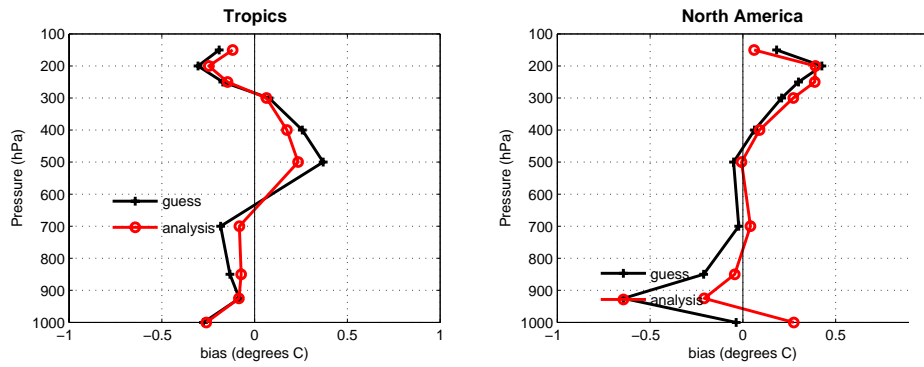 Tropics
100
200
300
400
500
600
700
800
900
1000
Pressure (hPa)
guess
analysis
−1
−0.5
0
0.5
1
bias (degrees C)
North America
100
200
300
400
500
600
700
800
900
1000
Pressure (hPa)
guess
analysis
−1
−0.5
0
0.5
bias (degrees C)